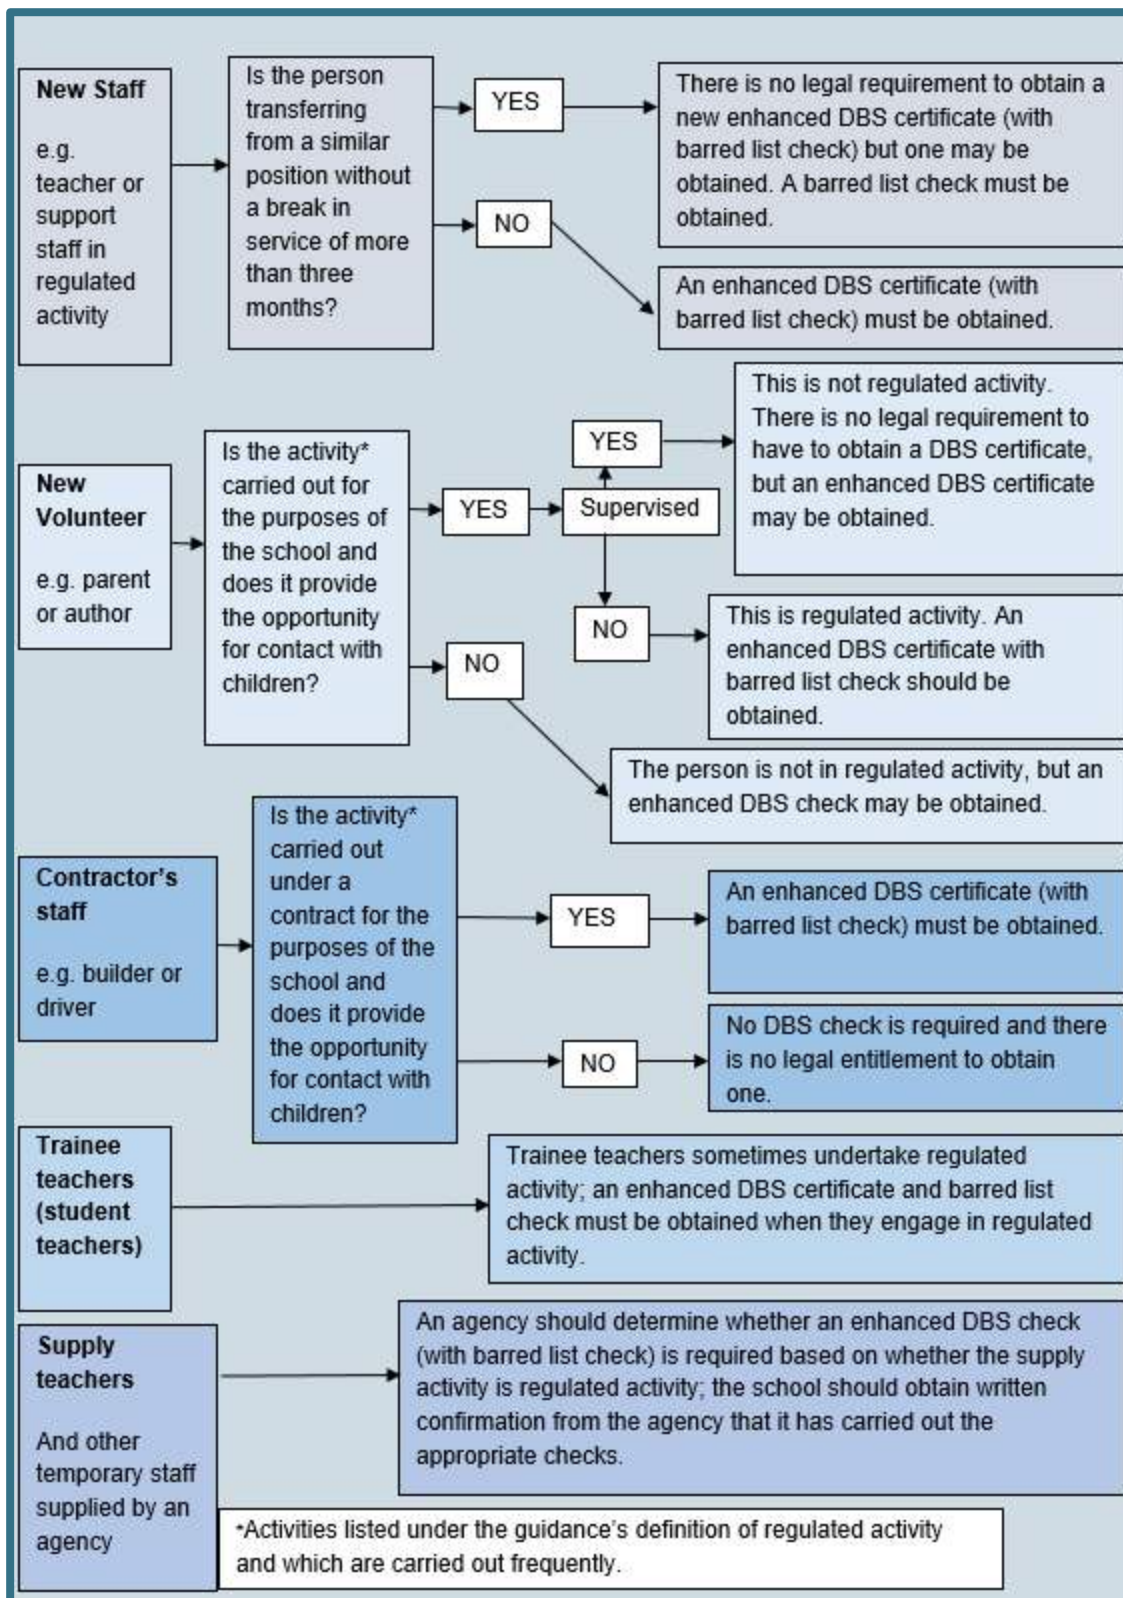 New Staff
e.g.
teacher or
support
staff in
regulated
activity
Is the person
transferring
from a similar
position without
a break in
service of more
than three
months?
YES
There is no legal requirement to obtain a
new enhanced DBS certificate (with
barred list check) but one may be
obtained. A barred list check must be
obtained.
NO
An enhanced DBS certificate (with
barred list check) must be obtained.
New
Volunteer
e.g. parent
or author
Is the activity*
carried out for
the purposes of
the school and
does it provide
the opportunity
for contact with
children?
YES
Supervised
YES
This is not regulated activity.
There is no legal requirement to
have to obtain a DBS certificate,
but an enhanced DBS certificate
may be obtained.
NO
This is regulated activity. An
enhanced DBS certificate with
barred list check should be
obtained.
NO
The person is not in regulated activity, but an
enhanced DBS check may be obtained.
Contractor's
staff
e.g. builder or
driver
Is the activity*
carried out
under a
contract for the
purposes of the
school and
does it provide
the opportunity
for contact with
children?
YES
An enhanced DBS certificate (with
barred list check) must be obtained.
NO
No DBS check is required and there
is no legal entitlement to obtain
one.
Trainee
teachers
(student
teachers)
Trainee teachers sometimes undertake regulated
activity; an enhanced DBS certificate and barred list
check must be obtained when they engage in regulated
activity.
Supply
teachers
And other
temporary staff
supplied by an
agency
An agency should determine whether an enhanced DBS check
(with barred list check) is required based on whether the supply
activity is regulated activity; the school should obtain written
confirmation from the agency that it has carried out the
appropriate checks.
*Activities listed under the guidance's definition of regulated activity
and which are carried out frequently.